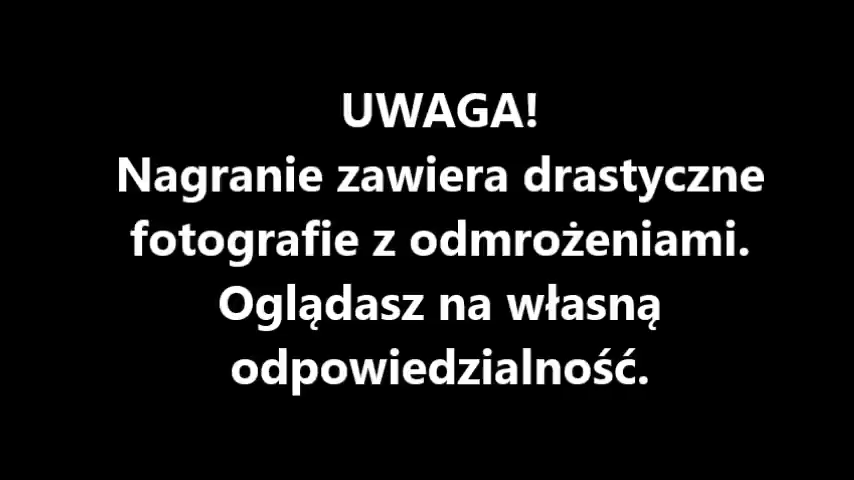 UWAGA!
Nagranie zawiera drastyczne
fotografie z odmrożeniami.
Oglądasz na własną
odpowiedzialność.